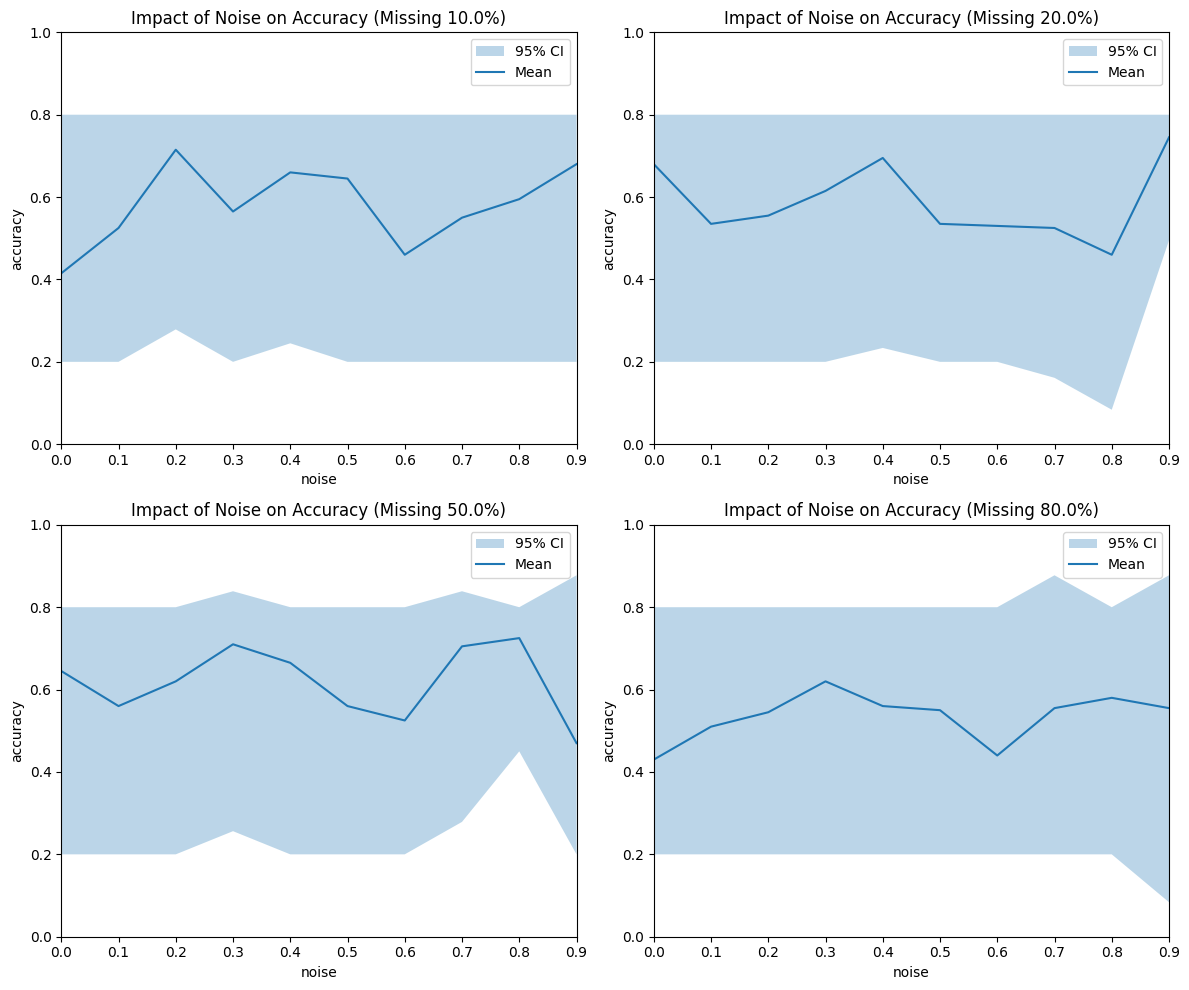 Impact of Noise on Accuracy (Missing 10.0%)
1.0
0.8
0.6
0.4
0.2
0.0
accuracy
95% CI
Mean
0.0 0.1 0.2 0.3 0.4 0.5 0.6 0.7 0.8 0.9
noise
Impact of Noise on Accuracy (Missing 20.0%)
1.0
0.8
0.6
0.4
0.2
0.0
accuracy
95% CI
Mean
0.0 0.1 0.2 0.3 0.4 0.5 0.6 0.7 0.8 0.9
noise
Impact of Noise on Accuracy (Missing 50.0%)
1.0
0.8
0.6
0.4
0.2
0.0
accuracy
95% CI
Mean
0.0 0.1 0.2 0.3 0.4 0.5 0.6 0.7 0.8 0.9
noise
Impact of Noise on Accuracy (Missing 80.0%)
1.0
0.8
0.6
0.4
0.2
0.0
accuracy
95% CI
Mean
0.0 0.1 0.2 0.3 0.4 0.5 0.6 0.7 0.8 0.9
noise